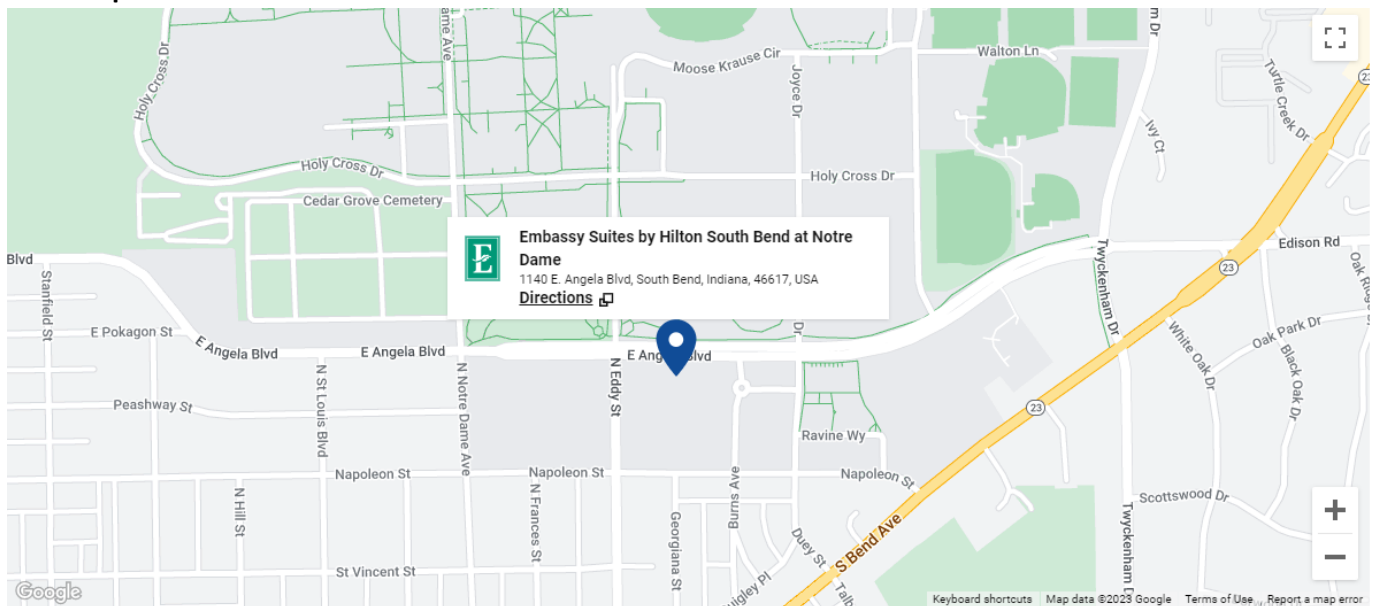 Moose Krause Cir
Walton Ln
Joyce Dr
Turtle Creek Dr
Ivy Ct
Holy Cross Dr
Holy Cross Dr
Holy Cross Dr
Cedar Grove Cemetery
Embassy Suites by Hilton South Bend at Notre
Dame
1140 E. Angela Blvd, South Bend, Indiana, 46617, USA
Directions
E
Edison Rd
23
23
23
Blvd
Stanfield St
E Pokagon St
E Angela Blvd
E Angela Blvd
Dr
Twyckenham Dr
White Oak Dr
Oak Park Dr
Black Oak Dr
N St Louis Blvd
N Notre Dame Ave
N Eddy St
Peashway St
Ravine Wy
Napoleon St
Napoleon St
Napoleon St
N Hill St
N Frances St
Georgiana St
Burns Ave
Duey St
S Bend Ave
Scottswood Dr
St Vincent St
Google
Keyboard shortcuts
Map data ©2023 Google
Terms of Use
Report a map error